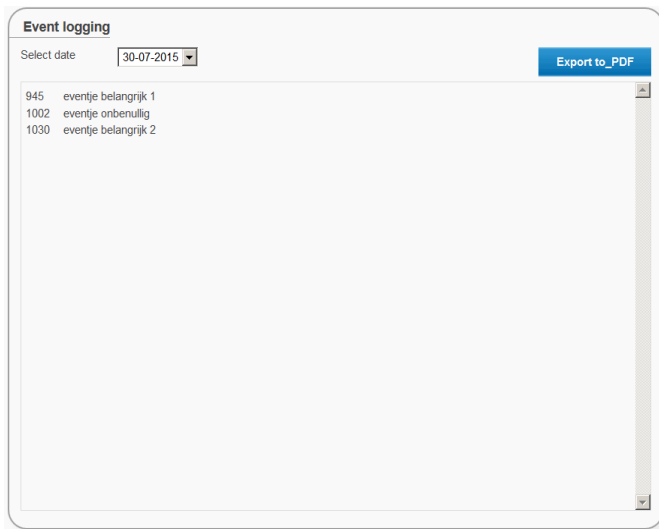 Event logging
Select date 30-07-2015
Export to_PDF
945 eventje belangrijk 1
1002 eventje onbenullig
1030 eventje belangrijk 2